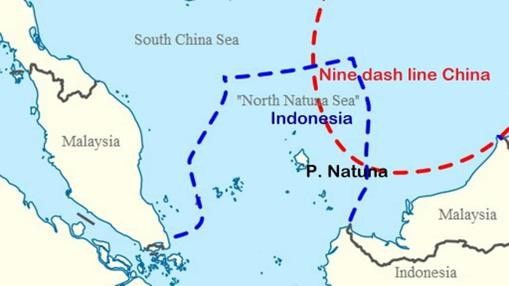 South China Sea
Nine dash line China
"North Natuna Sea"
Indonesia
Malaysia
P. Natuna
Malaysia
Indonesia